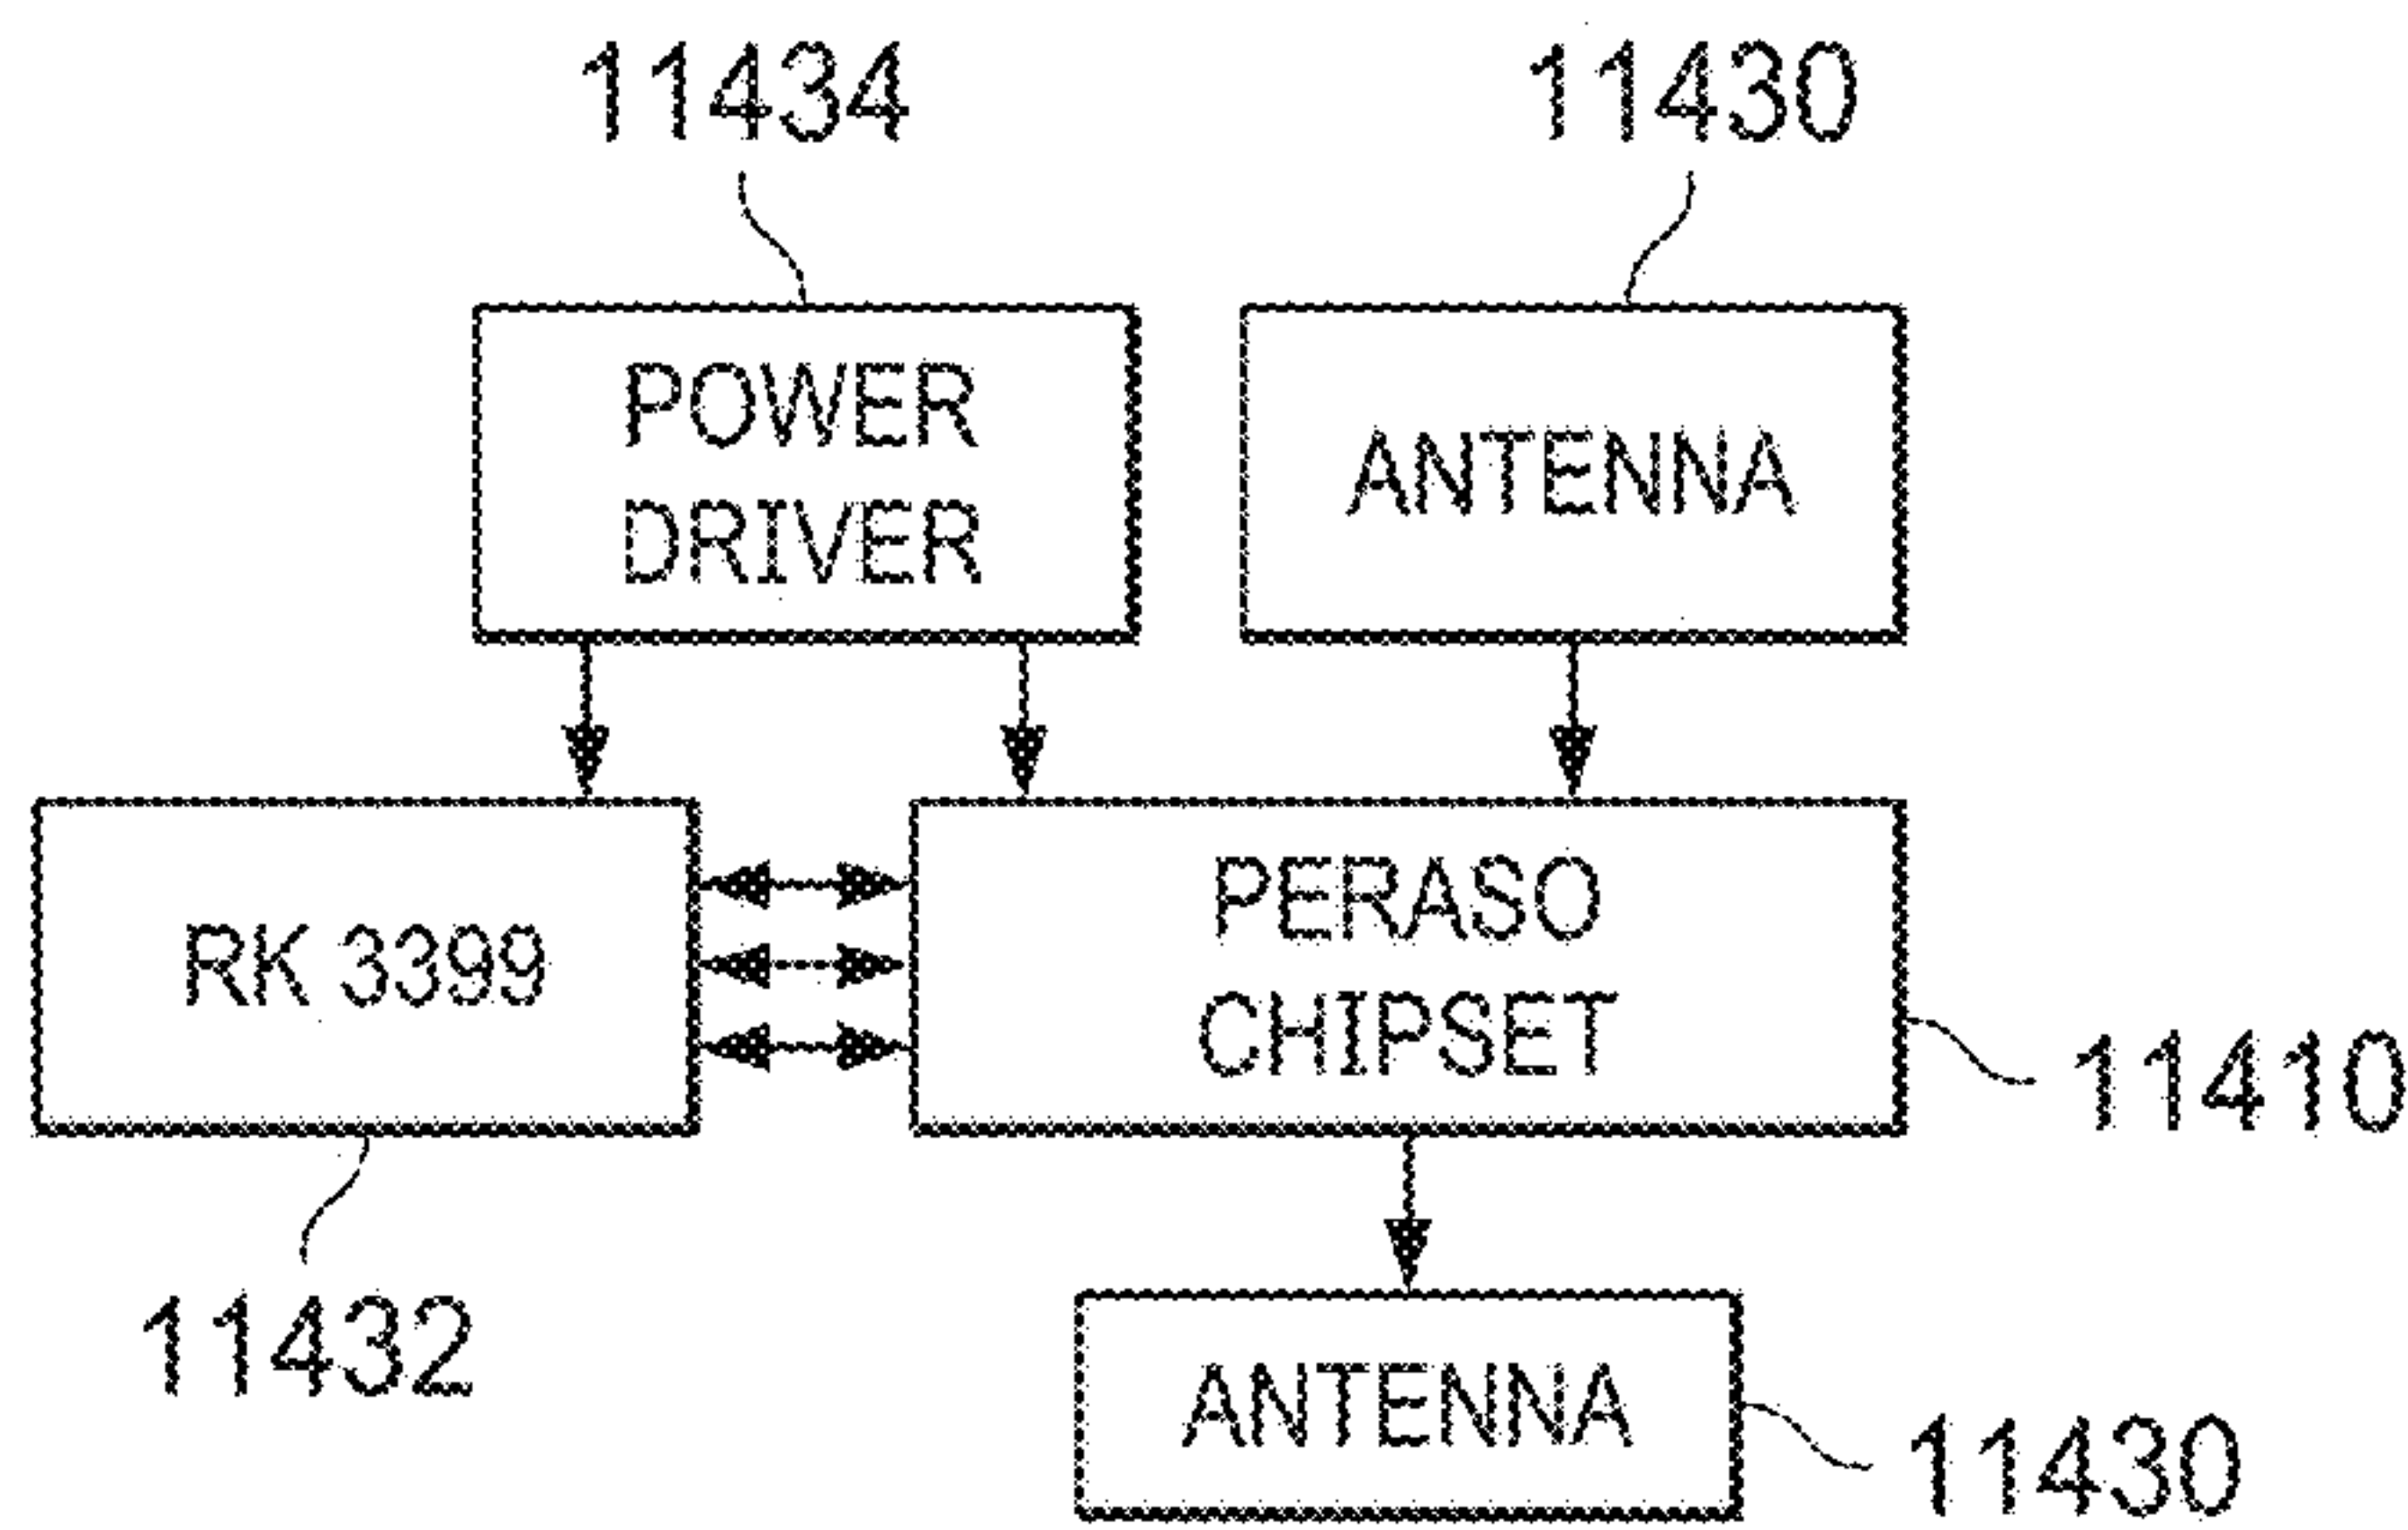 11434
11430
POWER
DRIVER
ANTENNA
RK 3399
PERASO
CHIPSET
11410
11432
ANTENNA
11430